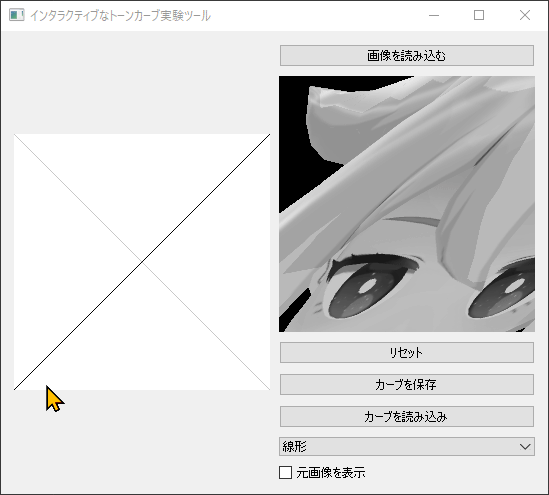 インタラクティブなトーンカーブ実験ツール
画像を読み込む
リセット
カーブを保存
カーブを読み込み
線形
元画像を表示